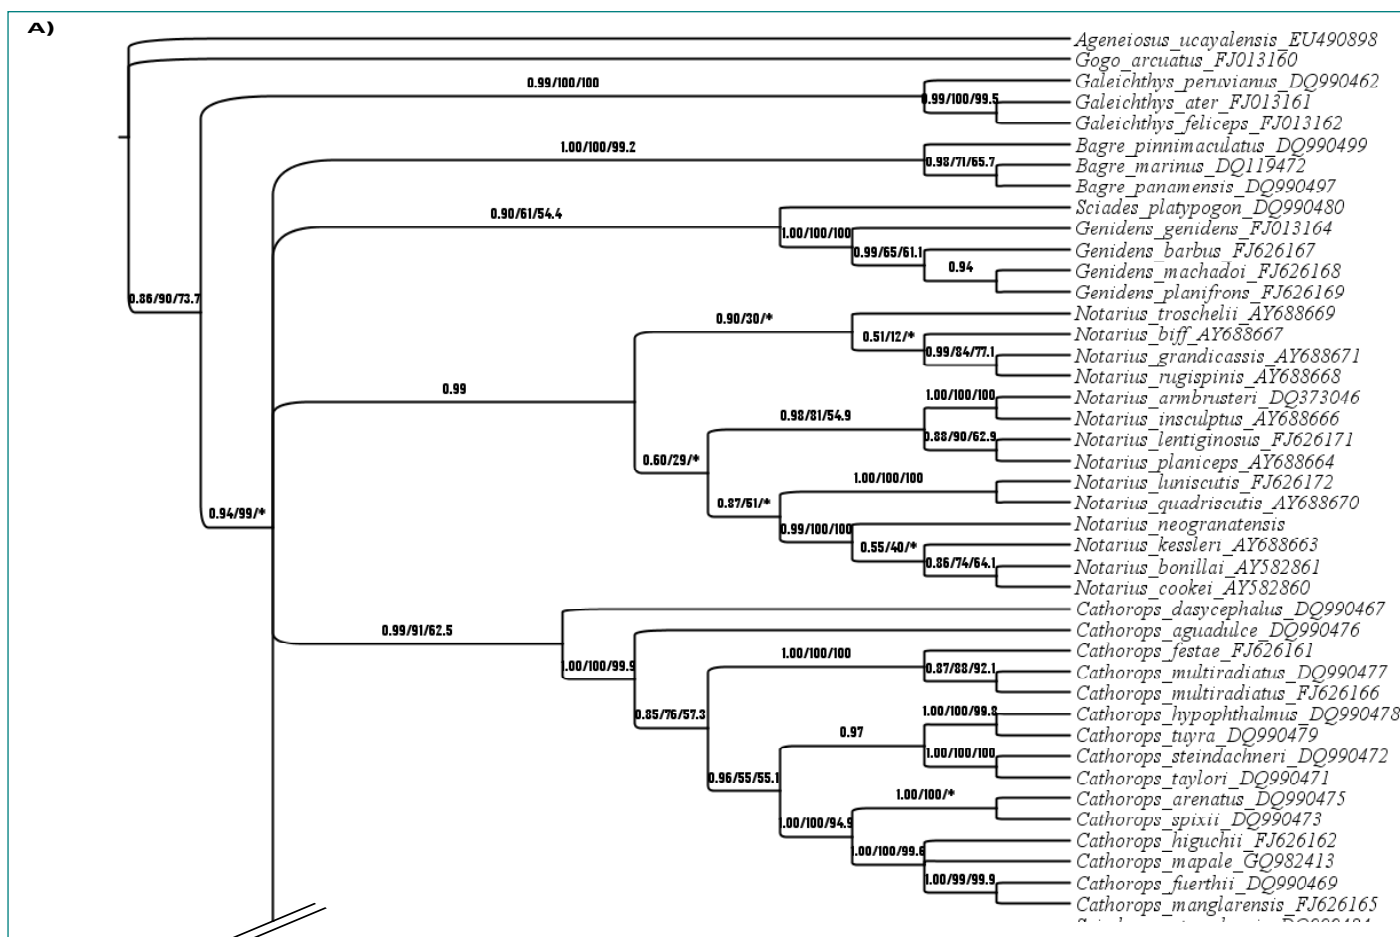 A)
Ageneiosus_ucayalensis_EU490898
Gogo_arcuatus_FJ013160
0.99/100/100
Galeichthys_peruvianus_DQ990462
0.99/100/99.5
Galeichthys_ater_FJ013161
Galeichthys_feliceps_FJ013162
1.00/100/99.2
Bagre_pinnimaculatus_DQ990499
0.98/71/65.7
Bagre_marinus_DQ119472
Bagre_panamensis_DQ990497
0.90/61/54.4
Sciades_platypogon_DQ990480
1.00/100/100
Genidens_genidens_FJ013164
0.99/65/61.1
Genidens_barbus_FJ626167
0.94
Genidens_machadoi_FJ626168
Genidens_planifrons_FJ626169
0.86/90/73.7
0.90/30/*
Notarius_troschelii_AY688669
0.51/12/*
Notarius_biff_AY688667
0.99/84/77.1
Notarius_grandicassis_AY688671
Notarius_rugispinis_AY688668
0.99
1.00/100/100
Notarius_armbrusteri_DQ373046
0.98/81/54.9
Notarius_insculptus_AY688666
0.88/90/62.9
Notarius_lentiginosus_FJ626171
0.60/29/*
Notarius_planiceps_AY688664
1.00/100/100
Notarius_luniscutis_FJ626172
0.87/51/*
Notarius_quadriscutis_AY688670
0.94/99/*
0.99/100/100
Notarius_neogranatensis
0.55/40/*
Notarius_kessleri_AY688663
0.86/74/64.1
Notarius_bonillai_AY582861
Notarius_cookei_AY582860
Cathorops_dasycephalus_DQ990467
0.99/91/62.5
Cathorops_aguadulce_DQ990476
1.00/100/99.9
1.00/100/100
Cathorops_festae_FJ626161
0.87/88/92.1
Cathorops_multiradiatus_DQ990477
Cathorops_multiradiatus_FJ626166
0.85/76/57.3
1.00/100/99.8
Cathorops_hypophthalmus_DQ990478
0.97
Cathorops_tuyra_DQ990479
1.00/100/100
Cathorops_steindachneri_DQ990472
0.96/55/55.1
Cathorops_taylori_DQ990471
1.00/100/*
Cathorops_arenatus_DQ990475
1.00/100/94.9
Cathorops_spixii_DQ990473
1.00/100/99.6
Cathorops_higuchii_FJ626162
Cathorops_mapale_GQ982413
1.00/99/99.9
Cathorops_fuerthii_DQ990469
Cathorops_manglarensis_FJ626165